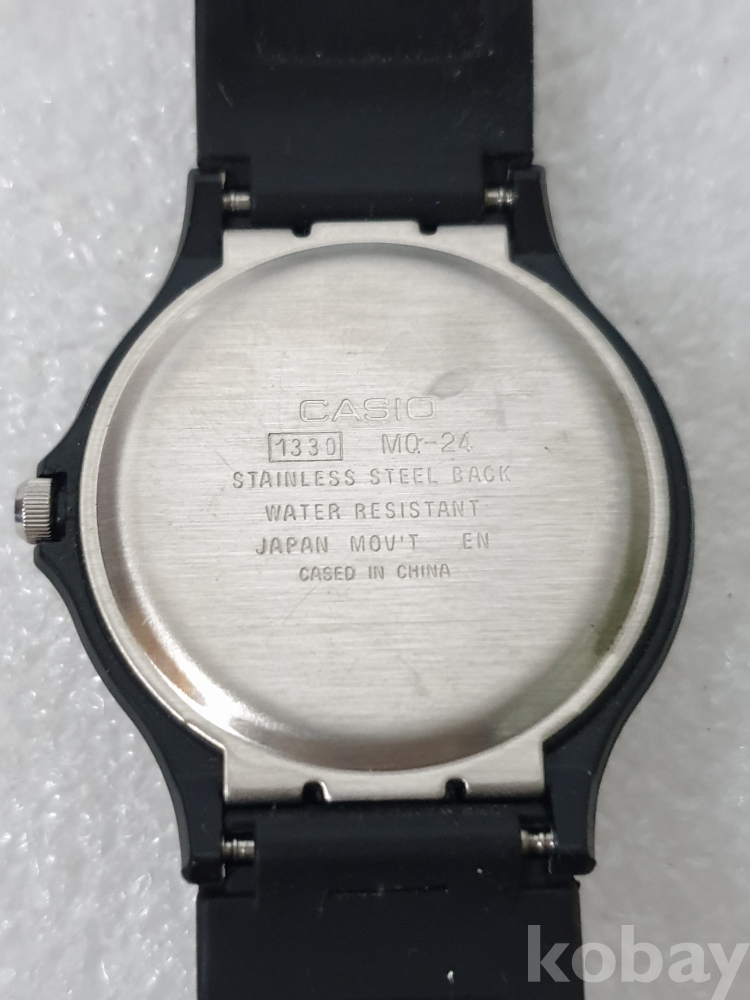 CASIO
1330 MQ-24
STAINLESS STEEL BACK
WATER RESISTANT
JAPAN MOV'T EN
CASED IN CHINA
kobay